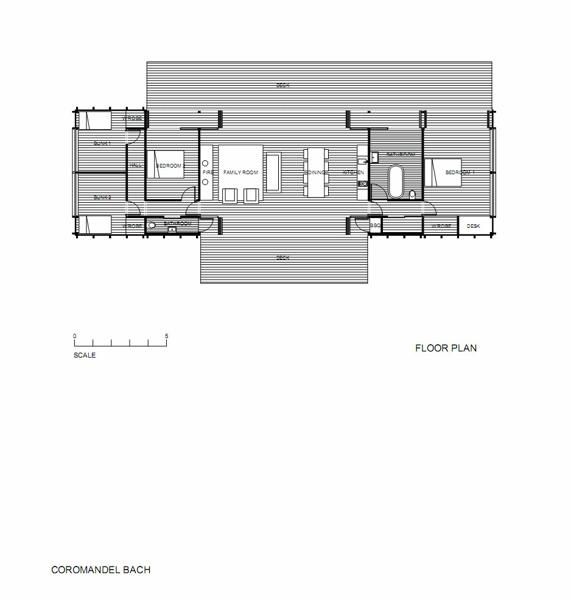 DECK
W'ROBE
BUNK 1
HALL
BEDROOM 2
FIRE
FAMILY ROOM
DINING
KITCHEN
BATHROOM
BEDROOM 1
BUNK 2
W'ROBE
BATHROOM
BBQ
W'ROBE
DESK
DECK
0 5
SCALE
FLOOR PLAN
COROMANDEL BACH